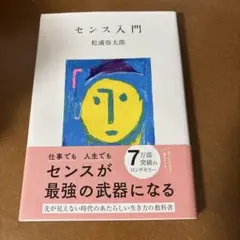 センス入門
松浦弥太郎
仕事でも 人生でも
センスが
最強の武器になる
7万部
突破の
ロングセラー
先が見えない時代のあたらしい生き方の教科書